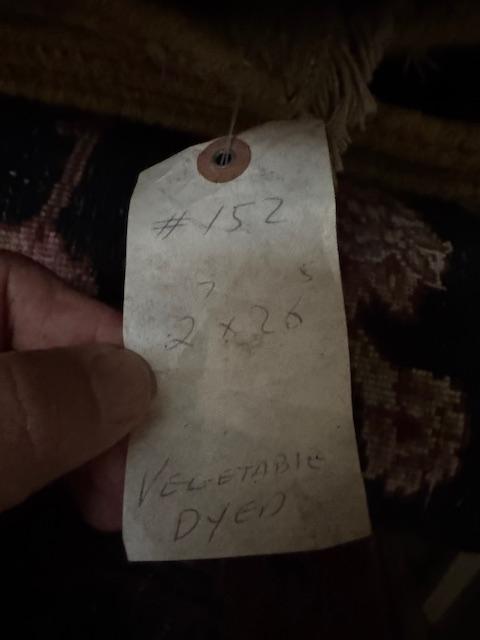 #152
7 5
2 x 26
VEGETABLE
DYED